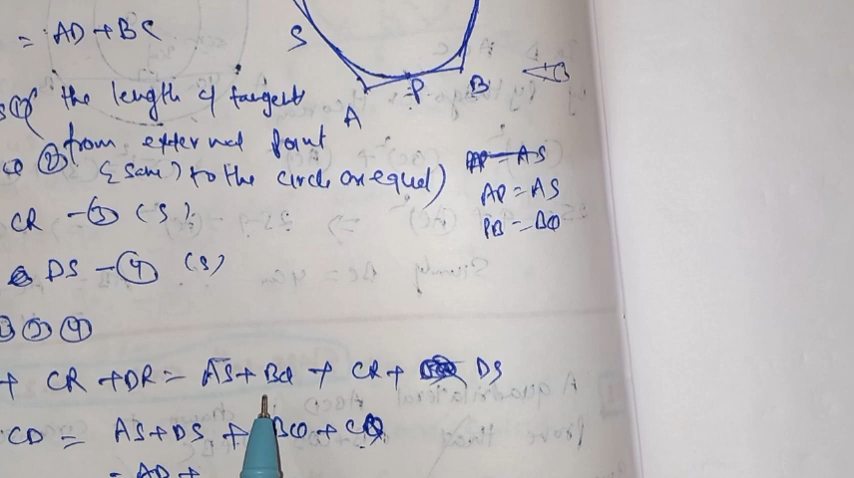 = AD + BC
S
P
B
A
the length of tangents
from external point
② (same) to the circle are equal)
AP = AS
AP = AS
PB = BQ
CR - ③ (S).
DS - ④ (S)
③ ④
+ CR + DR = AS + BQ + CR + DS
CD = AS + DS + BQ + CQ
= AD +